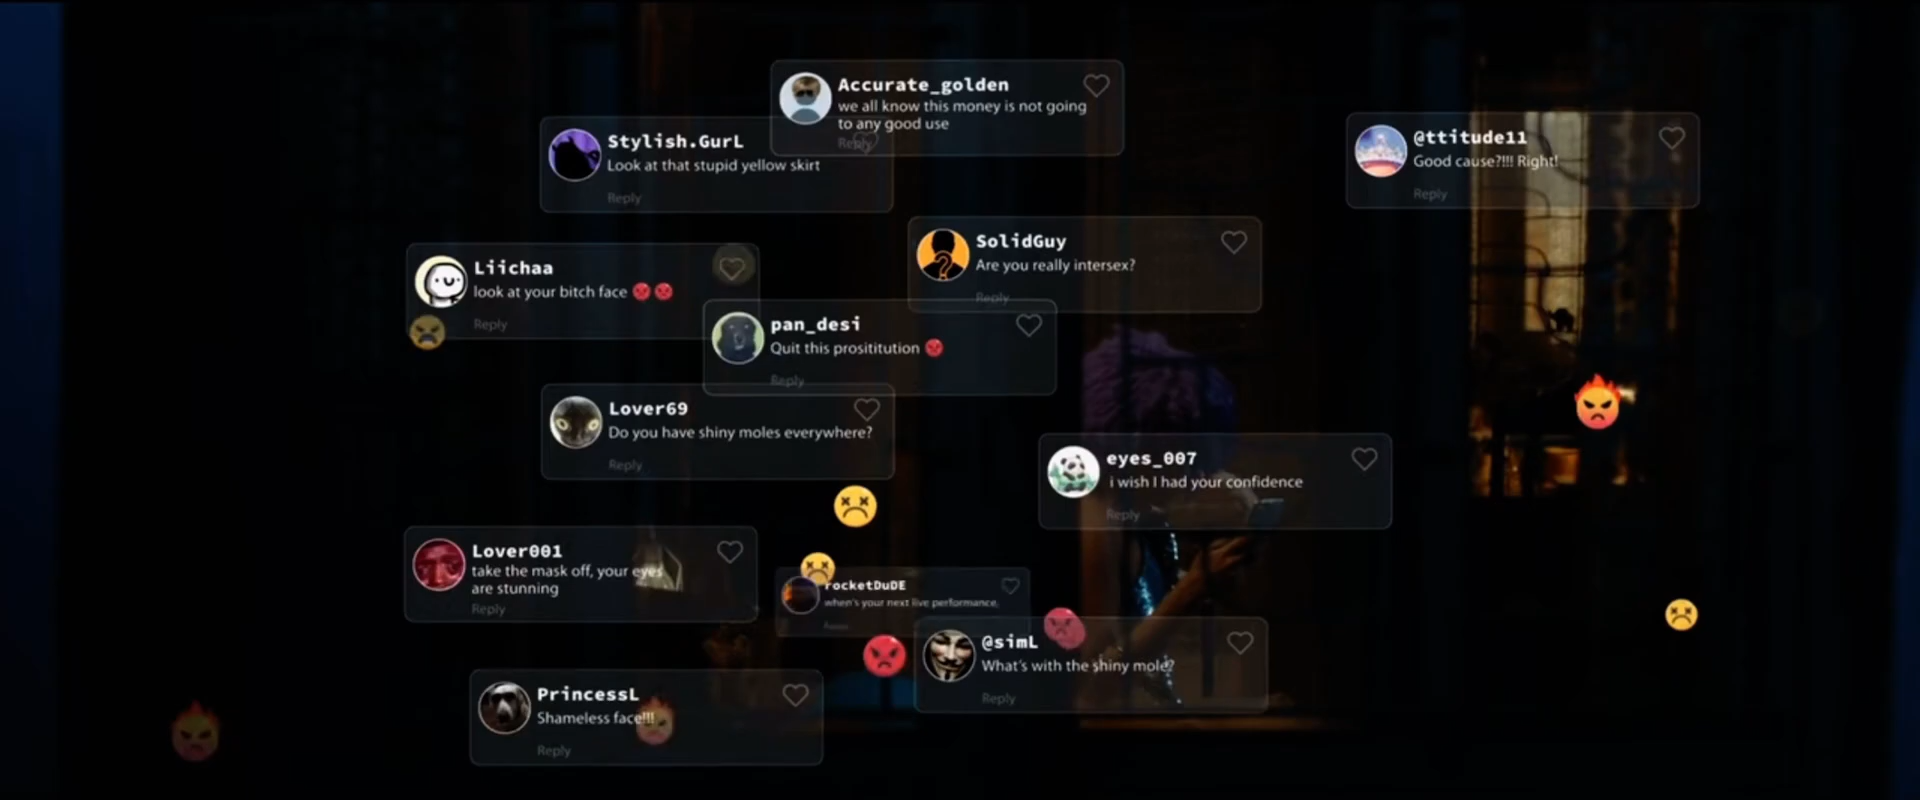 Accurate_golden
we all know this money is not going
to any good use
Reply
Stylish.GurL
Look at that stupid yellow skirt
Reply
@ttitude11
Good cause?!!! Right!
Reply
SolidGuy
Are you really intersex?
Reply
Liichaa
look at your bitch face
Reply
pan_desi
Quit this prosititution
Reply
Lover69
Do you have shiny moles everywhere?
Reply
eyes_007
i wish I had your confidence
Reply
Lover001
take the mask off, your eyes
are stunning
Reply
rocketDuDE
when's your next live performance,
@simL
What's with the shiny mole?
Reply
PrincessL
Shameless face!!!
Reply